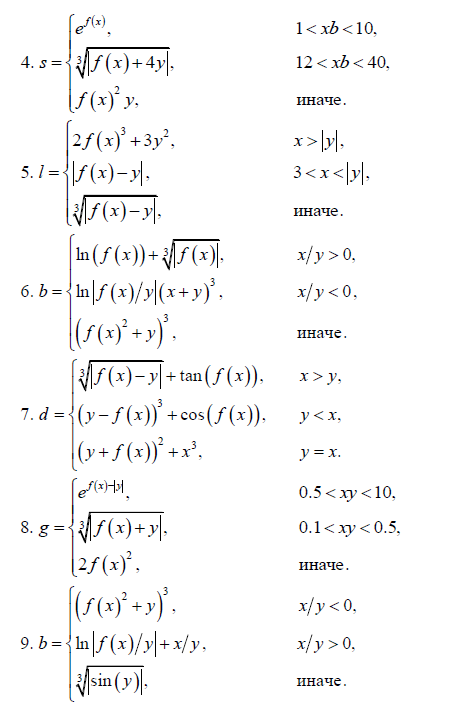 4. s = { e^{f(x)}, 1 < xb < 10,
∛|f(x) + 4y|, 12 < xb < 40,
f(x)² y, иначе.
5. l = { 2f(x)³ + 3y², x > |y|,
|f(x) − y|, 3 < x < |y|,
∛|f(x) − y|, иначе.
6. b = { ln(f(x)) + ∛|f(x)|, x/y > 0,
ln|f(x)/y|(x + y)³, x/y < 0,
(f(x)² + y)³, иначе.
7. d = { ∛|f(x) − y| + tan(f(x)), x > y,
(y − f(x))³ + cos(f(x)), y < x,
(y + f(x))² + x³, y = x.
8. g = { e^{f(x)−|y|}, 0.5 < xy < 10,
∛|f(x) + y|, 0.1 < xy < 0.5,
2f(x)², иначе.
9. b = { (f(x)² + y)³, x/y < 0,
ln|f(x)/y| + x/y, x/y > 0,
∛|sin(y)|, иначе.